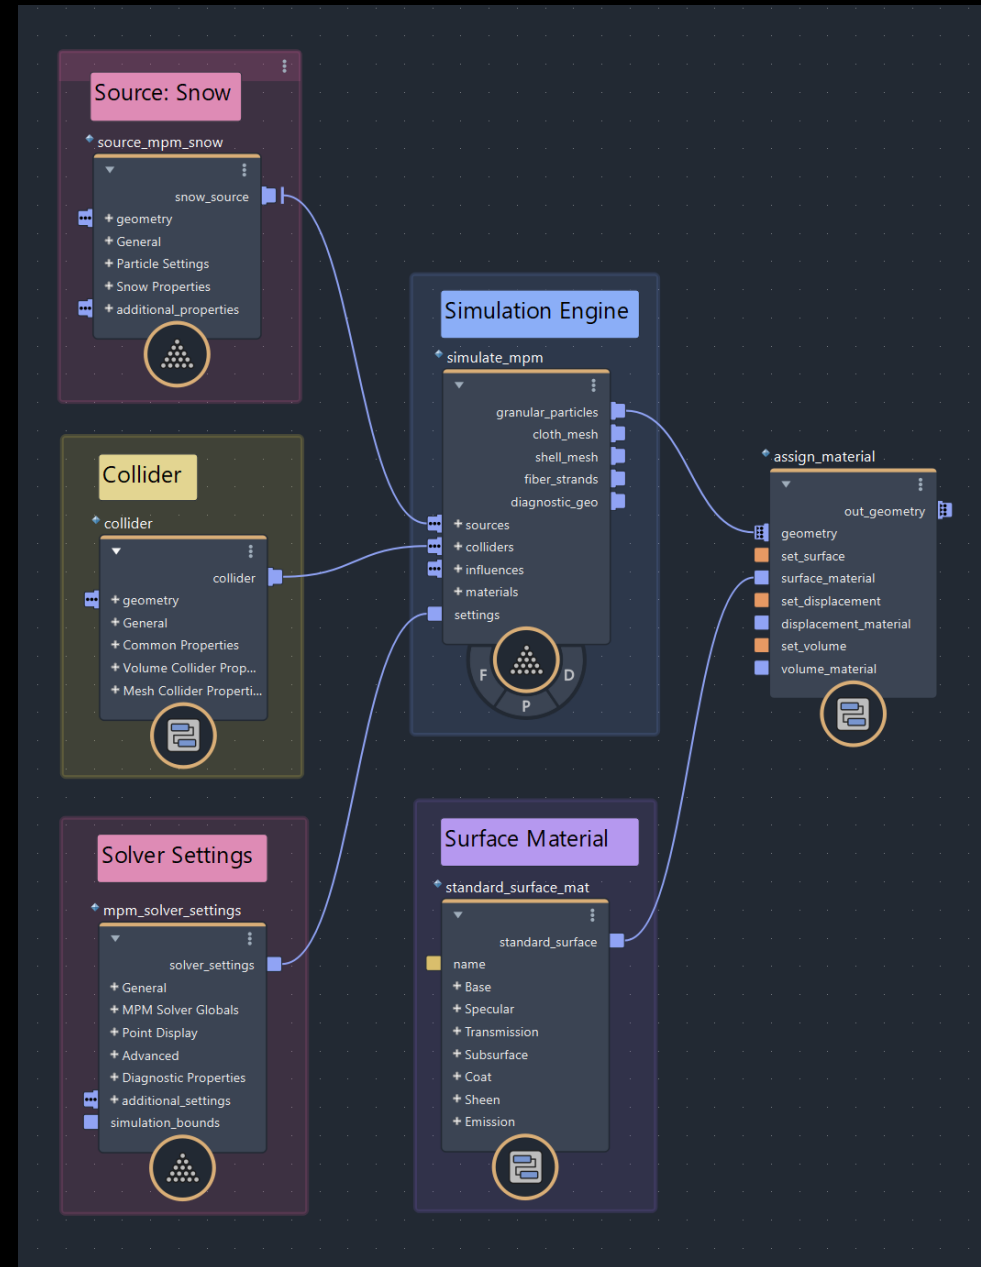 Source: Snow
source_mpm_snow
snow_source
geometry
General
Particle Settings
Snow Properties
additional_properties
Collider
collider
collider
geometry
General
Common Properties
Volume Collider Prop...
Mesh Collider Properti...
Solver Settings
mpm_solver_settings
solver_settings
General
MPM Solver Globals
Point Display
Advanced
Diagnostic Properties
additional_settings
simulation_bounds
Simulation Engine
simulate_mpm
granular_particles
cloth_mesh
shell_mesh
fiber_strands
diagnostic_geo
sources
colliders
influences
materials
settings
F
D
P
Surface Material
standard_surface_mat
standard_surface
name
Base
Specular
Transmission
Subsurface
Coat
Sheen
Emission
assign_material
out_geometry
geometry
set_surface
surface_material
set_displacement
displacement_material
set_volume
volume_material